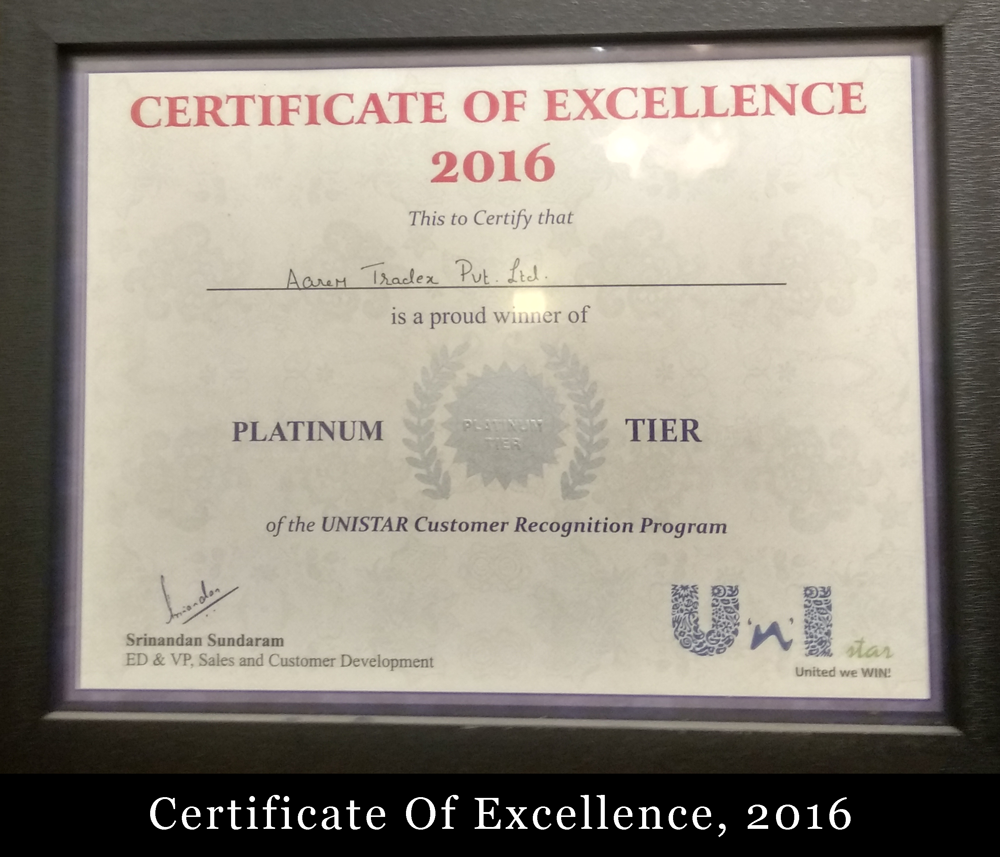 CERTIFICATE OF EXCELLENCE
2016
This to Certify that
Aarem Tradex Pvt. Ltd.
is a proud winner of
PLATINUM
PLATINUM
TIER
TIER
of the UNISTAR Customer Recognition Program
Srinandan
Srinandan Sundaram
ED & VP, Sales and Customer Development
U'n'I star
United we WIN!
Certificate Of Excellence, 2016